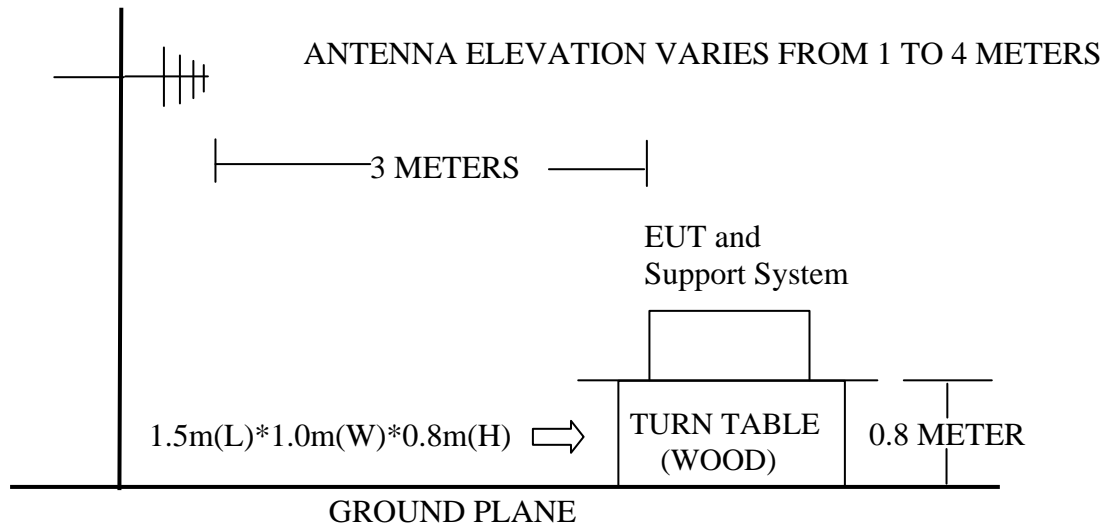 ANTENNA ELEVATION VARIES FROM 1 TO 4 METERS
3 METERS
EUT and
Support System
1.5m(L)*1.0m(W)*0.8m(H)
TURN TABLE
(WOOD)
0.8 METER
GROUND PLANE